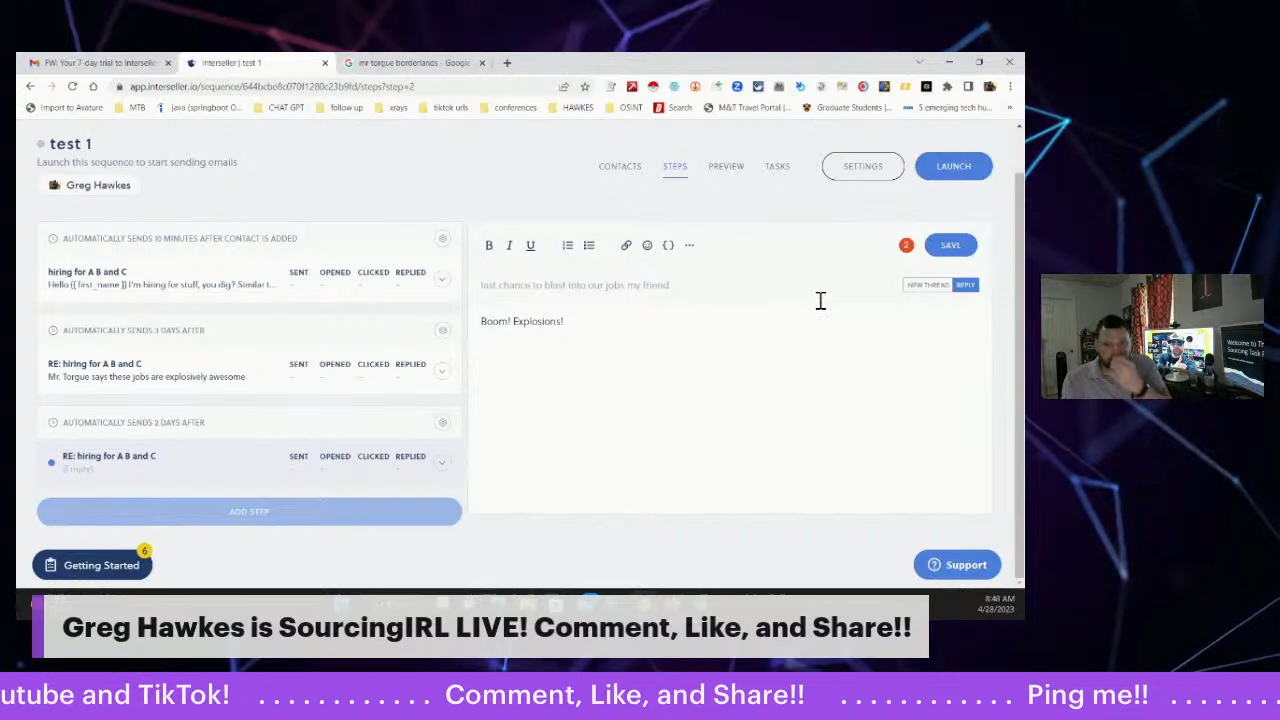 FW: Your 7-day trial to Interselle
Interseller | test 1
mr torgue borderlands - Google
app.interseller.io/sequence/
Import to Avature
MTB
java (springboot O...
CHAT GPT
follow up
xrays
tiktok urls
conferences
HAWKES
OSINT
Search
M&T Travel Portal |...
Graduate Students |...
5 emerging tech hu...
»
test 1
Launch this sequence to start sending emails
Greg Hawkes
CONTACTS STEPS PREVIEW TASKS SETTINGS LAUNCH
AUTOMATICALLY SENDS 10 MINUTES AFTER CONTACT IS ADDED
hiring for A B and C SENT OPENED CLICKED REPLIED
Hello {{ first_name }} I'm hiring for stuff, you dig? Similar t...
AUTOMATICALLY SENDS 3 DAYS AFTER
RE: hiring for A B and C SENT OPENED CLICKED REPLIED
Mr. Torgue says these jobs are explosively awesome
AUTOMATICALLY SENDS 2 DAYS AFTER
RE: hiring for A B and C SENT OPENED CLICKED REPLIED
ADD STEP
B I U 2 SAVE
last chance to blast into our jobs my friend NEW THREAD REPLY
Boom! Explosions!
6
Getting Started
Support
8:48 AM
4/28/2023
Welcome to Th
Sourcing Task F
Greg Hawkes is SourcingIRL LIVE! Comment, Like, and Share!!
utube and TikTok! . . . . . . . . . . Comment, Like, and Share!! . . . . . . . . . . Ping me!! . . . . . .